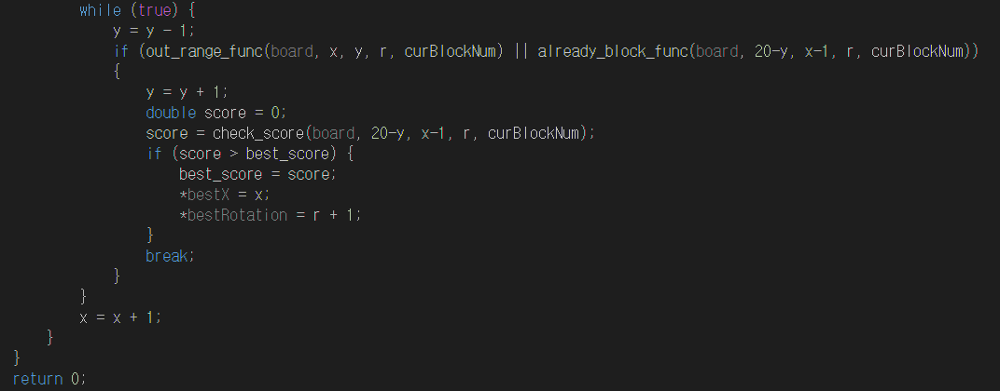 while (true) {
y = y - 1;
if (out_range_func(board, x, y, r, curBlockNum) || already_block_func(board, 20-y, x-1, r, curBlockNum))
{
y = y + 1;
double score = 0;
score = check_score(board, 20-y, x-1, r, curBlockNum);
if (score > best_score) {
best_score = score;
*bestX = x;
*bestRotation = r + 1;
}
break;
}
}
x = x + 1;
}
}
return 0;